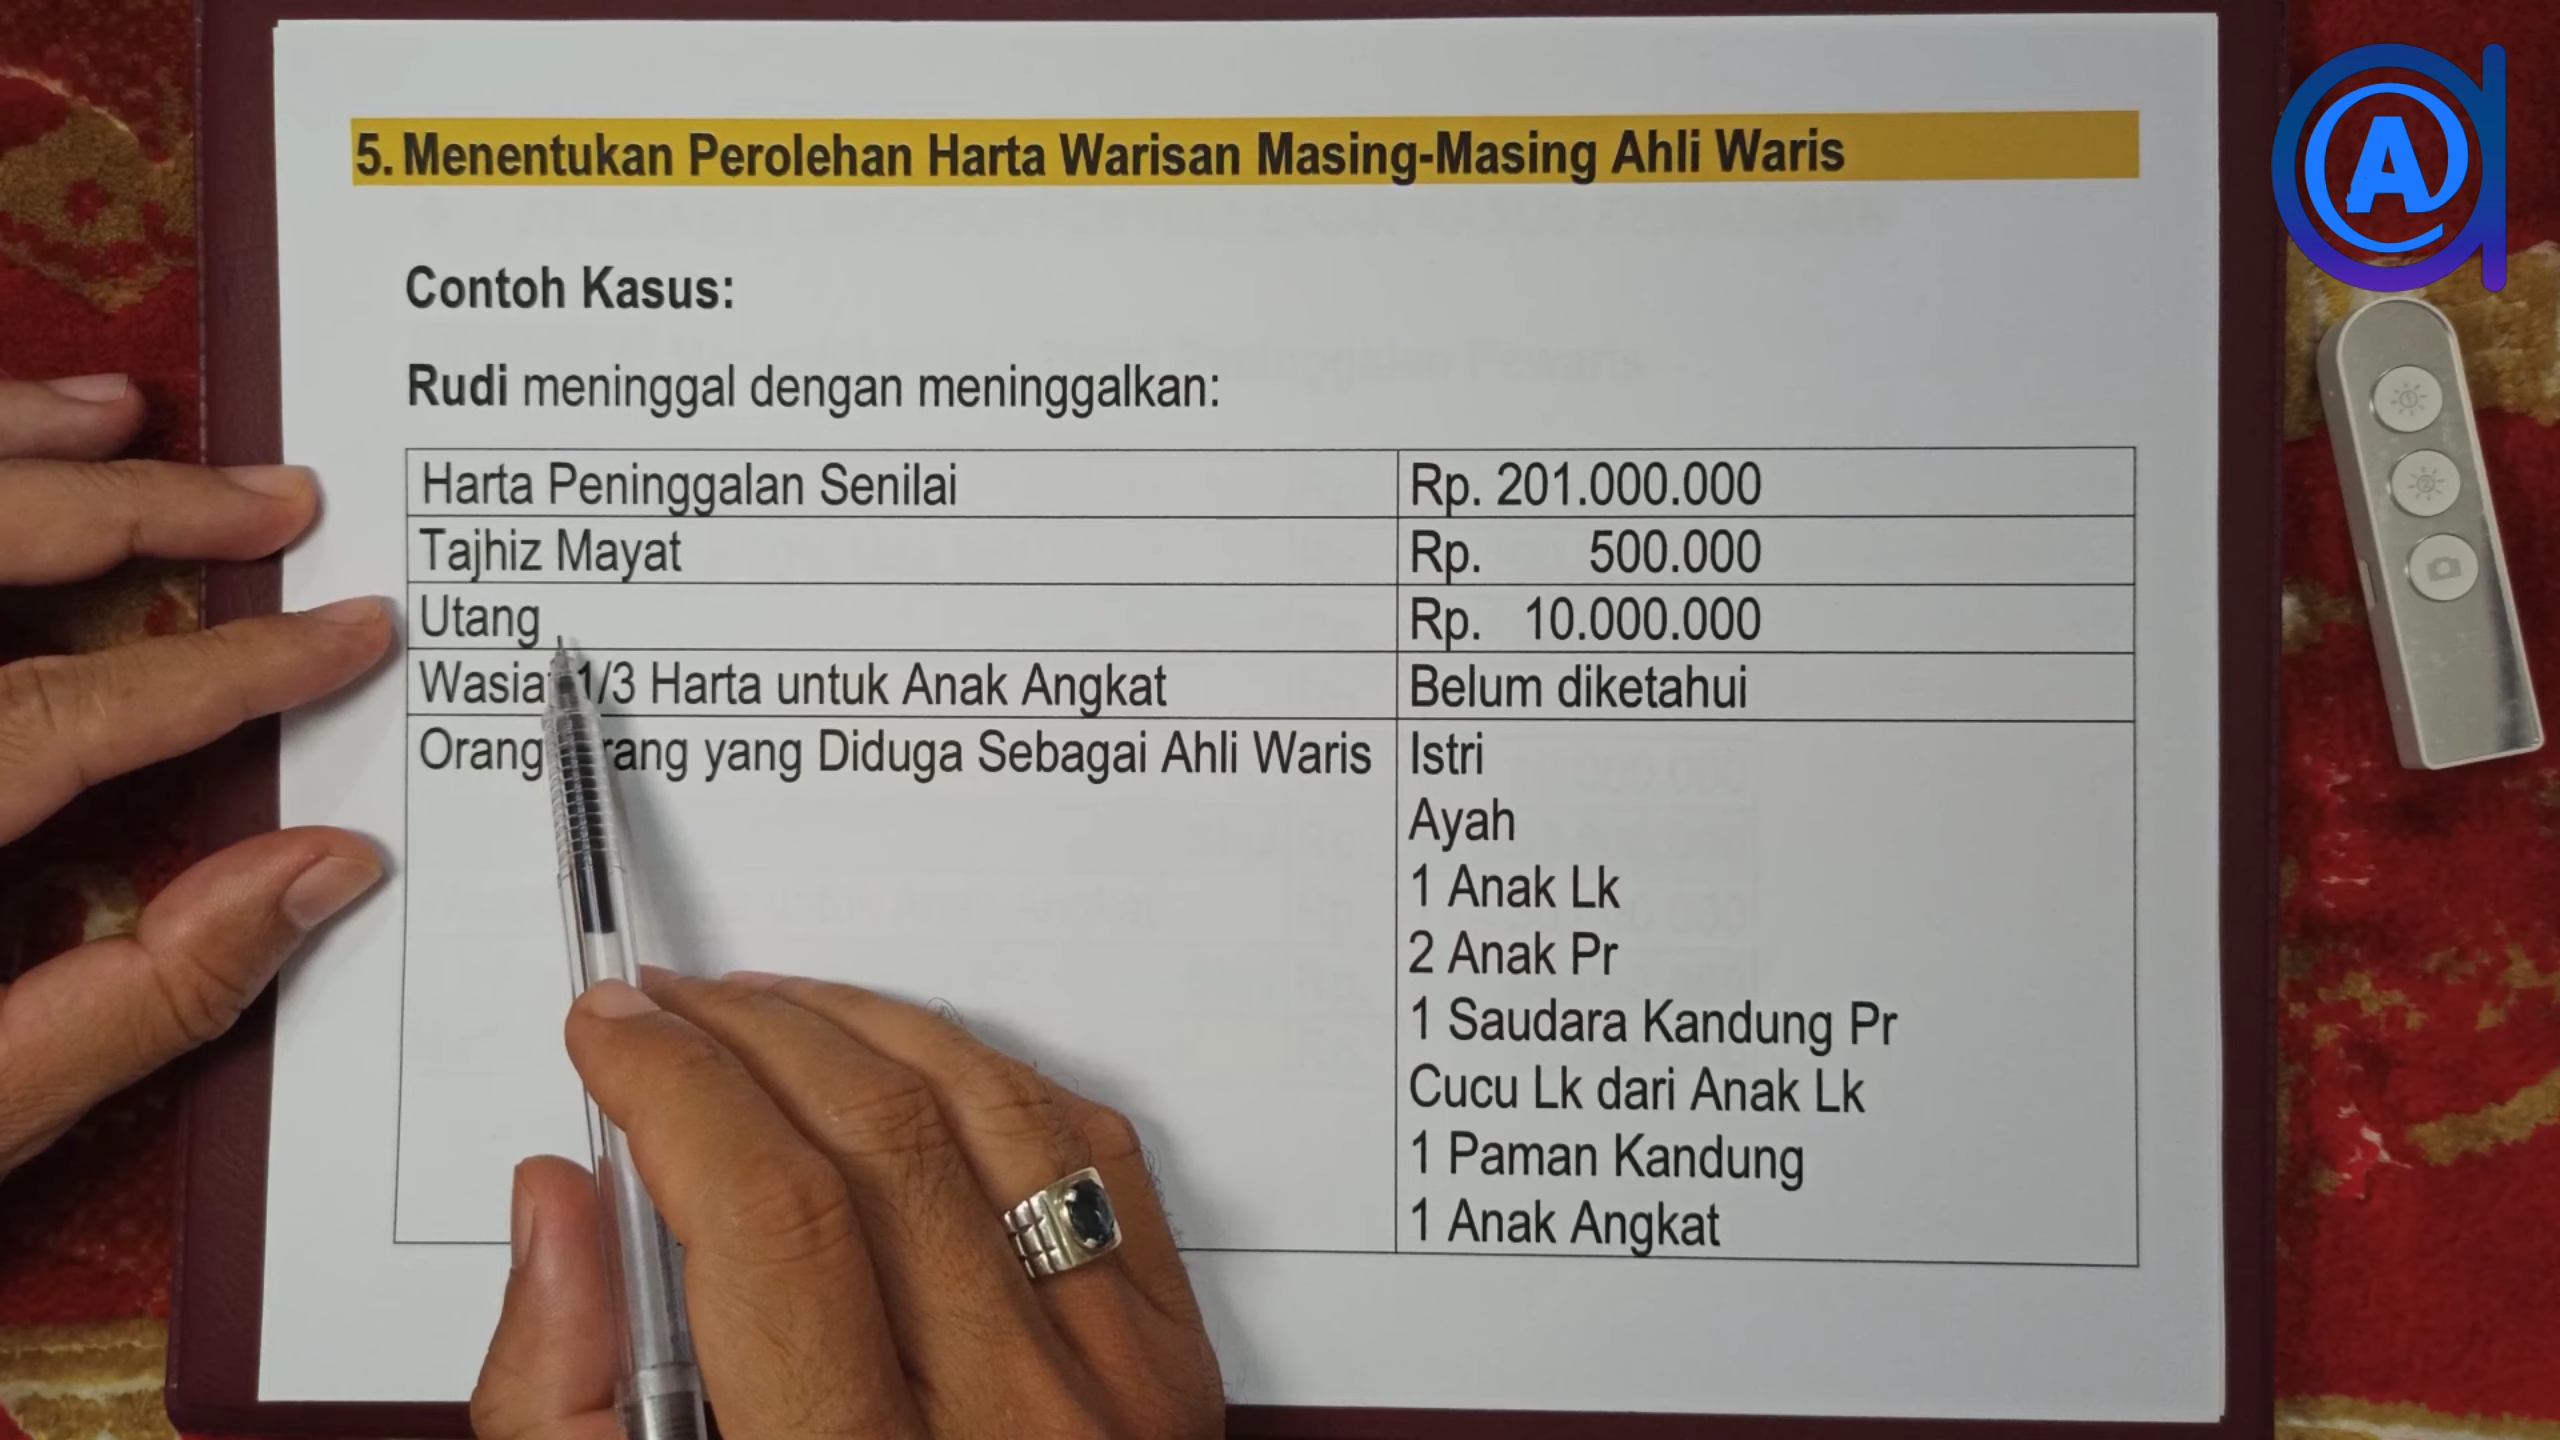 5. Menentukan Perolehan Harta Warisan Masing-Masing Ahli Waris
Contoh Kasus:
Rudi meninggal dengan meninggalkan:
Harta Peninggalan Senilai Rp. 201.000.000
Tajhiz Mayat Rp. 500.000
Utang Rp. 10.000.000
Wasiat 1/3 Harta untuk Anak Angkat Belum diketahui
Orang-orang yang Diduga Sebagai Ahli Waris Istri
Ayah
1 Anak Lk
2 Anak Pr
1 Saudara Kandung Pr
Cucu Lk dari Anak Lk
1 Paman Kandung
1 Anak Angkat
A